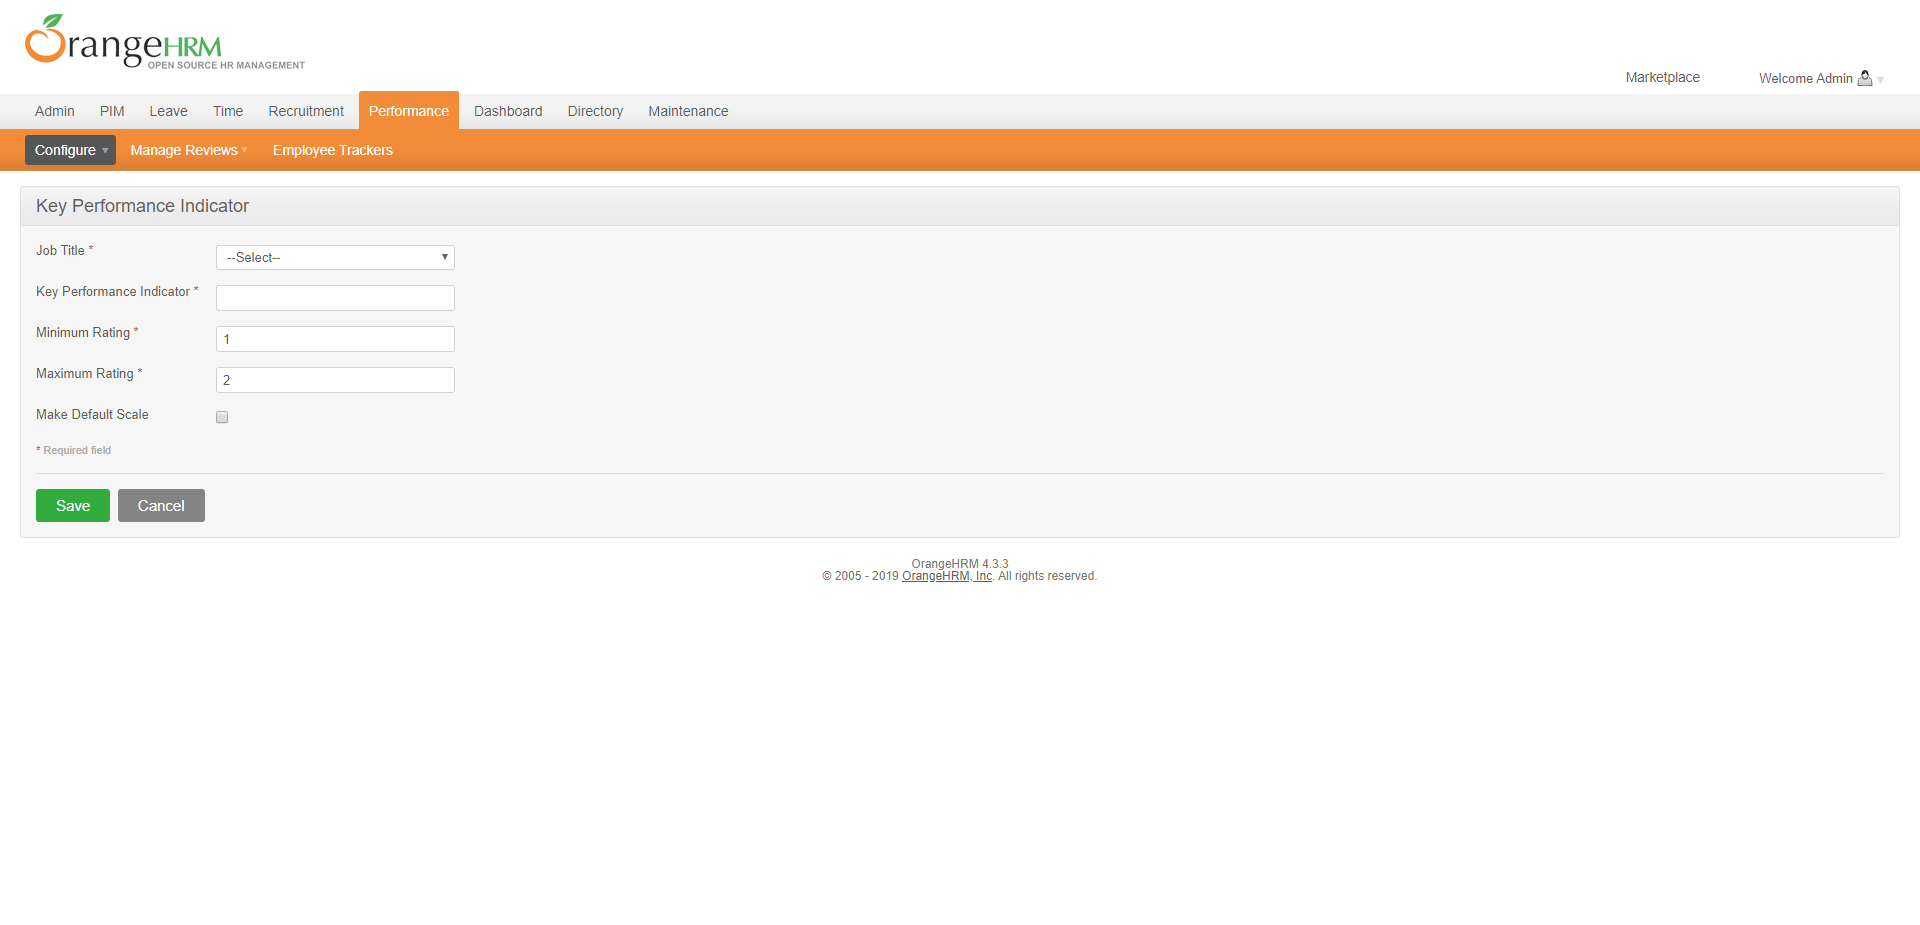 OrangeHRM
OPEN SOURCE HR MANAGEMENT
Marketplace
Welcome Admin
Admin PIM Leave Time Recruitment Performance Dashboard Directory Maintenance
Configure Manage Reviews Employee Trackers
Key Performance Indicator
Job Title * --Select--
Key Performance Indicator *
Minimum Rating * 1
Maximum Rating * 2
Make Default Scale
* Required field
Save Cancel
OrangeHRM 4.3.3
© 2005 - 2019 OrangeHRM, Inc. All rights reserved.